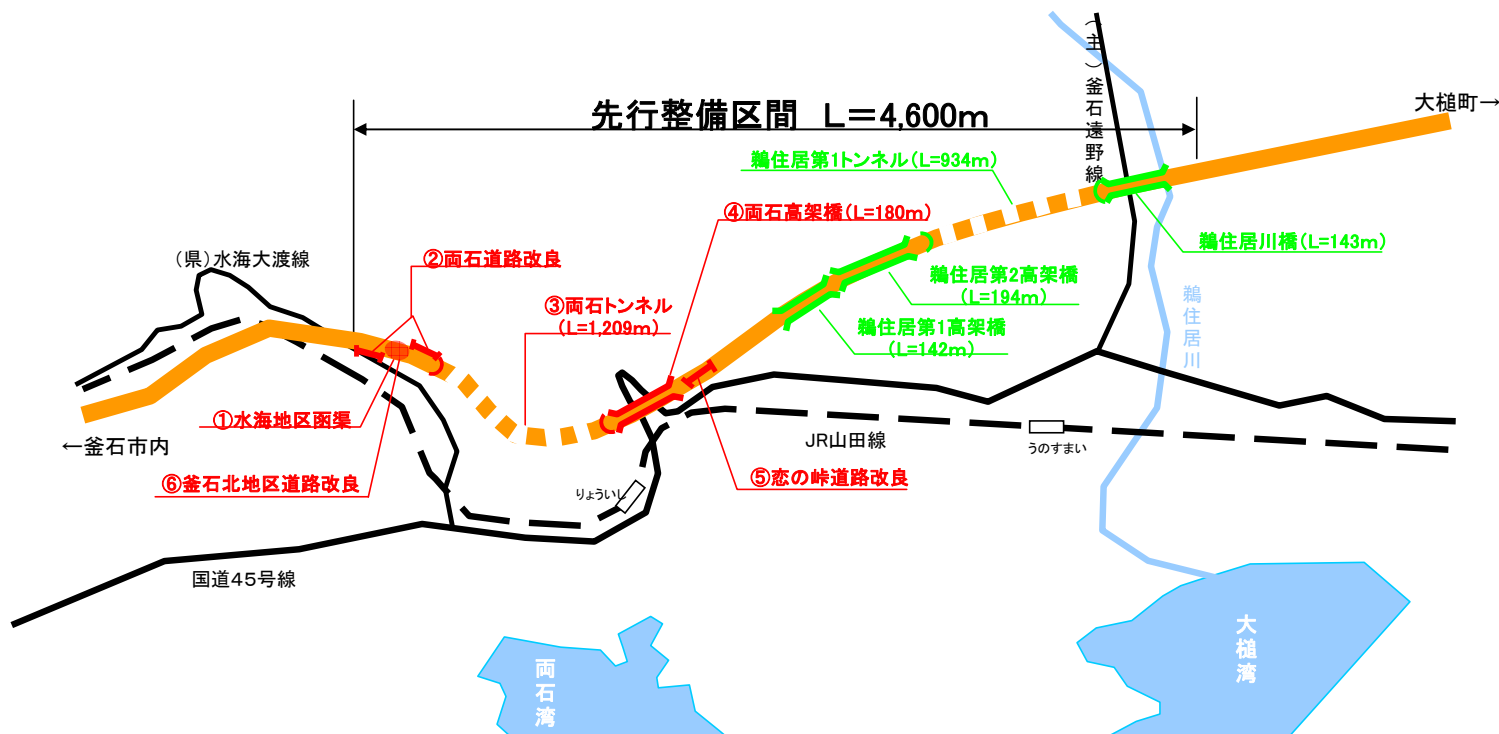 (主)釜石遠野線
大槌町→
先行整備区間 L=4,600m
鵜住居第1トンネル(L=934m)
④両石高架橋(L=180m)
鵜住居川橋(L=143m)
(県)水海大渡線
②両石道路改良
鵜住居第2高架橋
(L=194m)
③両石トンネル
(L=1,209m)
鵜住居川
鵜住居第1高架橋
(L=142m)
①水海地区函渠
←釜石市内
JR山田線
うのすまい
⑥釜石北地区道路改良
⑤恋の峠道路改良
りょういし
国道45号線
大槌湾
両石湾